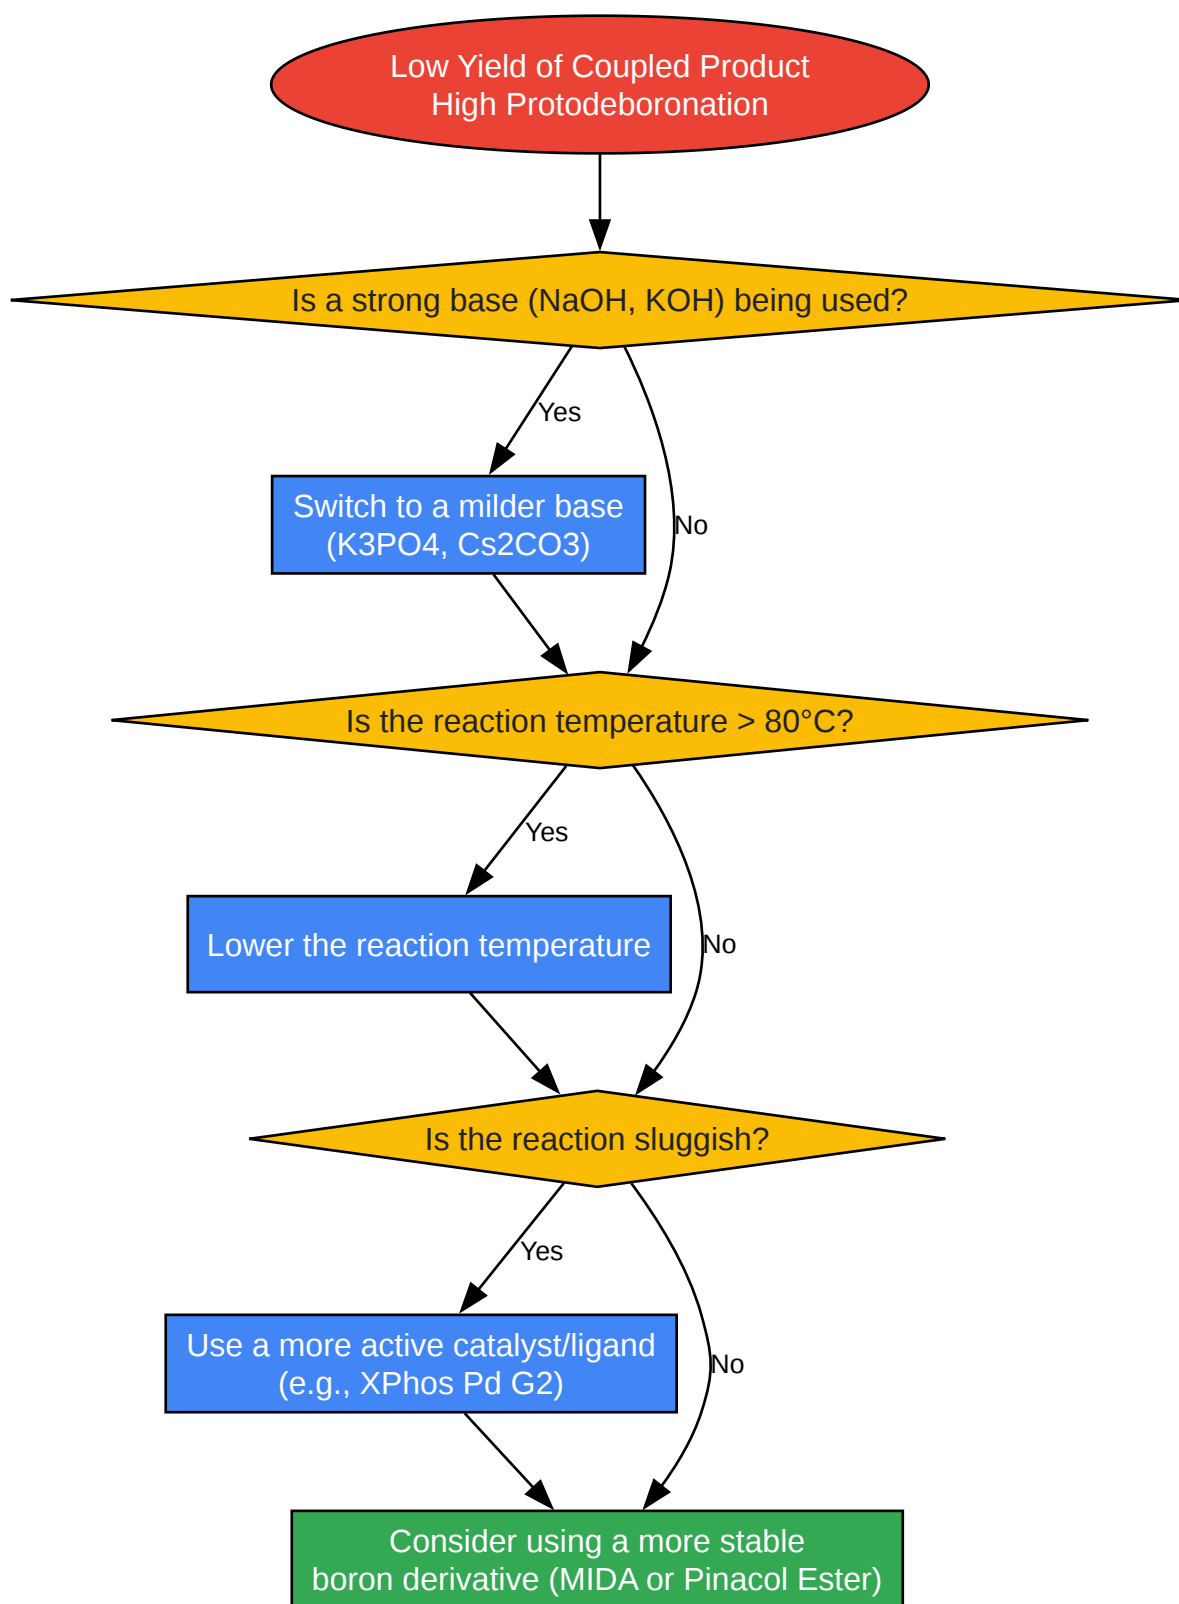 Low Yield of Coupled Product
High Protodeboronation
Is a strong base (NaOH, KOH) being used?
Yes
Switch to a milder base
(K3PO4, Cs2CO3)
No
Is the reaction temperature > 80°C?
Yes
Lower the reaction temperature
No
Is the reaction sluggish?
Yes
Use a more active catalyst/ligand
(e.g., XPhos Pd G2)
No
Consider using a more stable
boron derivative (MIDA or Pinacol Ester)